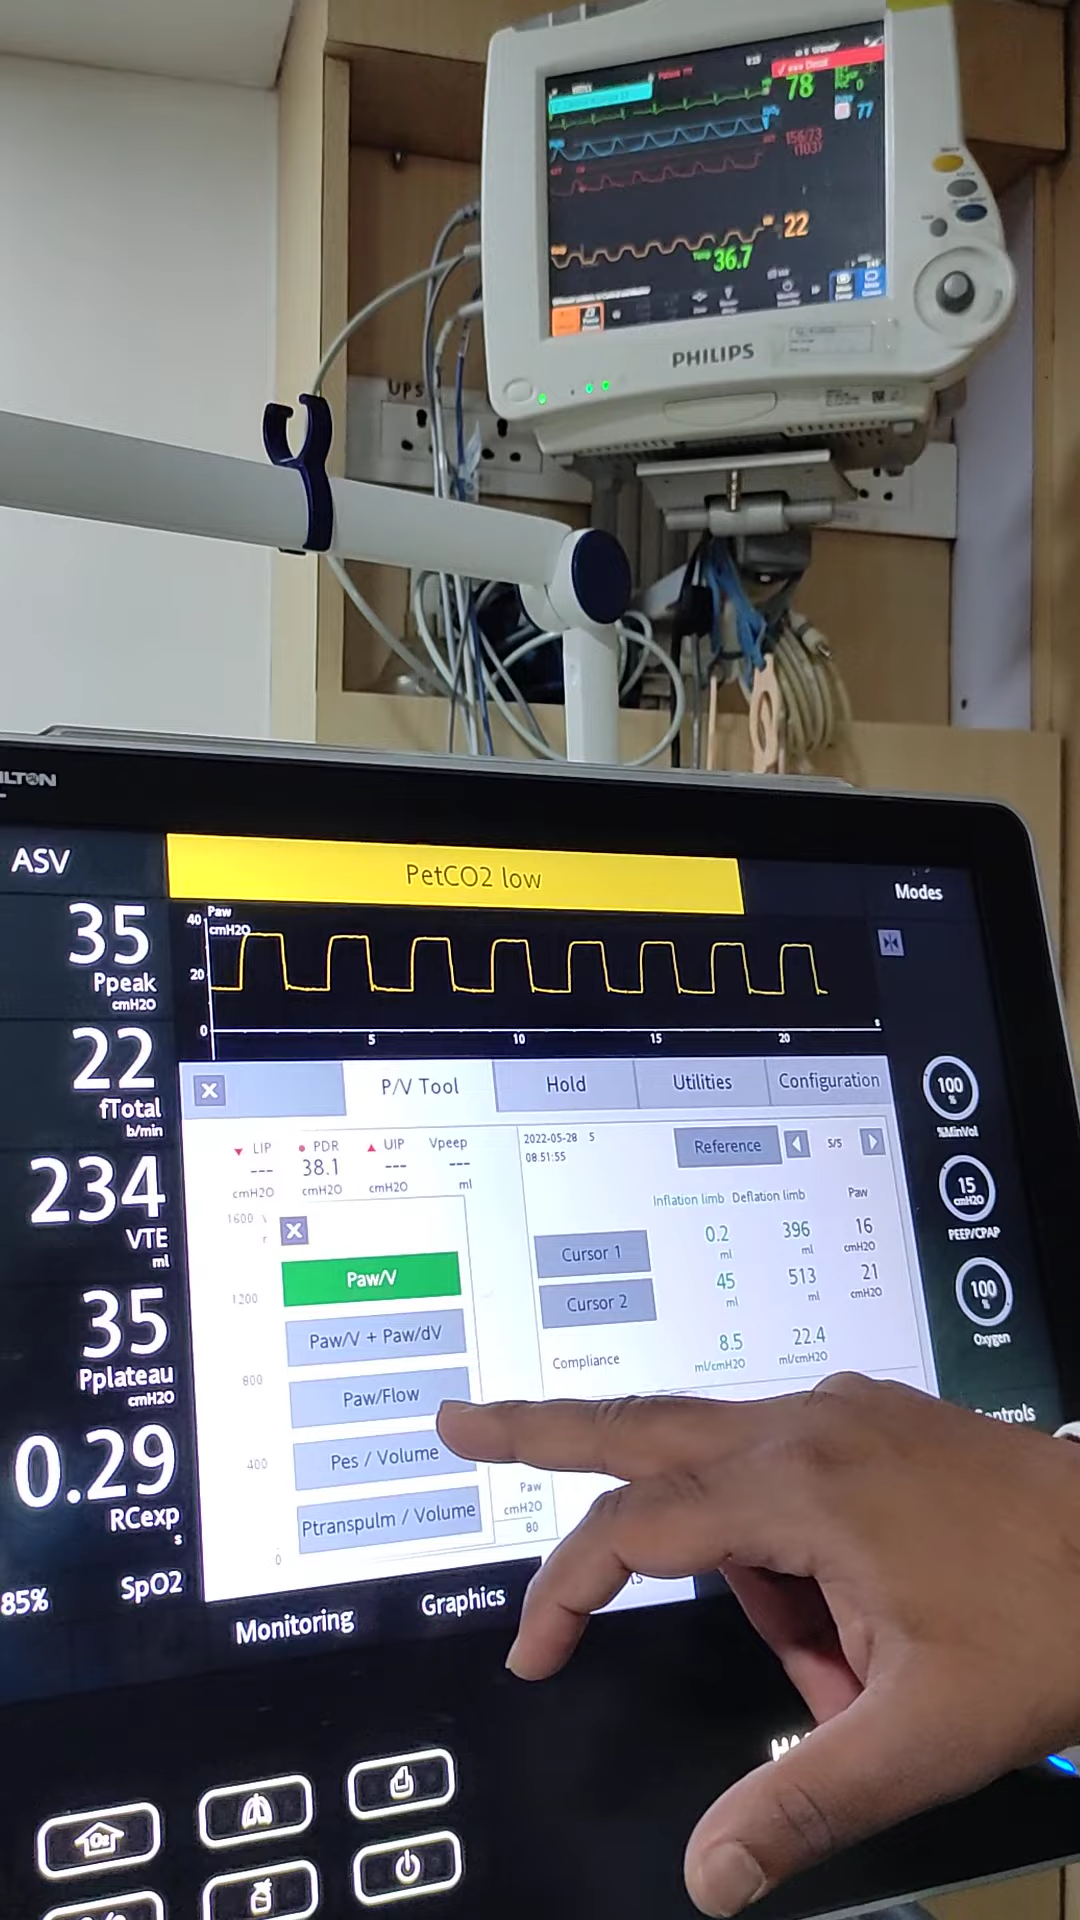 78
0
77
156/73
(103)
22
36.7
PHILIPS
UPS
ILTON
ASV
PetCO2 low
Modes
35
Ppeak
cmH2O
22
fTotal
b/min
234
VTE
ml
35
Pplateau
cmH2O
0.29
RCexp
s
85%
SpO2
40
Paw
cmH2O
20
0
5
10
15
20
s
P/V Tool
Hold
Utilities
Configuration
LIP
PDR
UIP
Vpeep
---
38.1
---
---
cmH2O
cmH2O
cmH2O
ml
2022-05-28 5
08.51:55
Reference
5/5
Inflation limb
Deflation limb
Paw
Cursor 1
0.2
ml
396
ml
16
cmH2O
Cursor 2
45
ml
513
ml
21
cmH2O
Compliance
8.5
ml/cmH2O
22.4
ml/cmH2O
1600
1200
800
400
0
Paw/V
Paw/V + Paw/dV
Paw/Flow
Pes / Volume
Ptranspulm / Volume
Paw
cmH2O
80
100
%
%MinVol
15
cmH2O
PEEP/CPAP
100
%
Oxygen
Monitoring
Graphics
O2